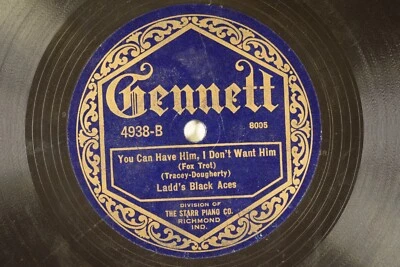 Gennett
4938-B 8005
You Can Have Him, I Don't Want Him
(Fox Trot)
(Tracey-Dougherty)
Ladd's Black Aces
DIVISION OF
THE STARR PIANO CO.
RICHMOND
IND.